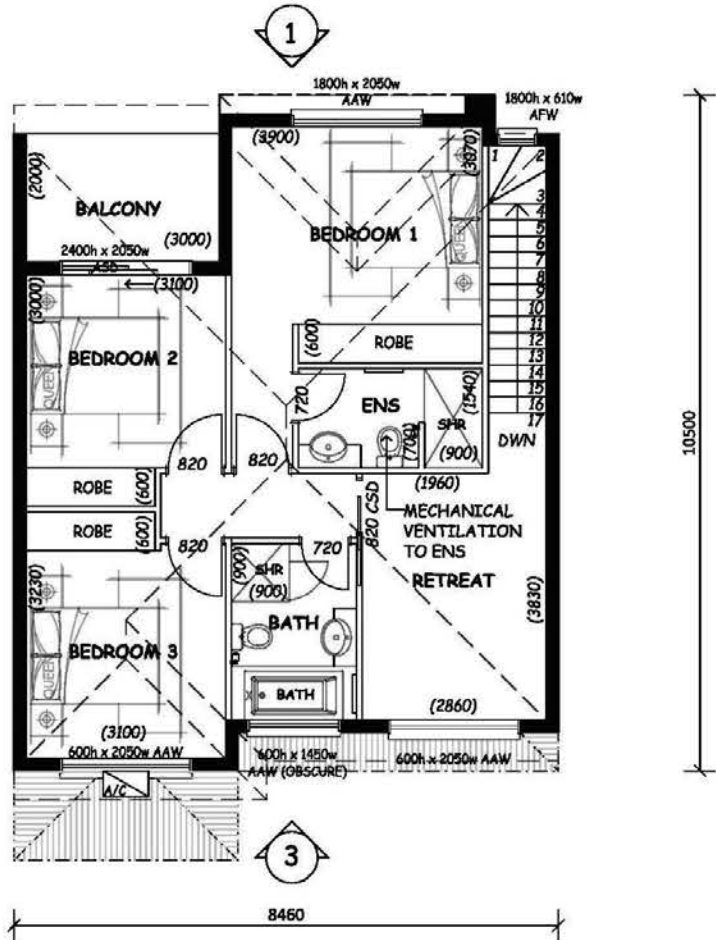 1
1800h x 2050w
AAW
1800h x 610w
AFW
(3900)
(3070)
1
2
3
4
5
6
7
8
9
10
11
12
13
14
15
16
17
DWN
(2000)
BALCONY
(3000)
2400h x 2050w
ASD
(3100)
BEDROOM 1
QUEEN
(600)
ROBE
(3000)
BEDROOM 2
QUEEN
720
ENS
(1540)
SHR
(900)
(700)
(1960)
820
820
ROBE
(600)
ROBE
(600)
820 CSD
MECHANICAL
VENTILATION
TO ENS
RETREAT
(3830)
820
720
(900)
SHR
(900)
BATH
BATH
(3230)
BEDROOM 3
QUEEN
(3100)
600h x 2050w AAW
A/C
600h x 1450w
AAW (OBSCURE)
(2860)
600h x 2050w AAW
3
10500
8460